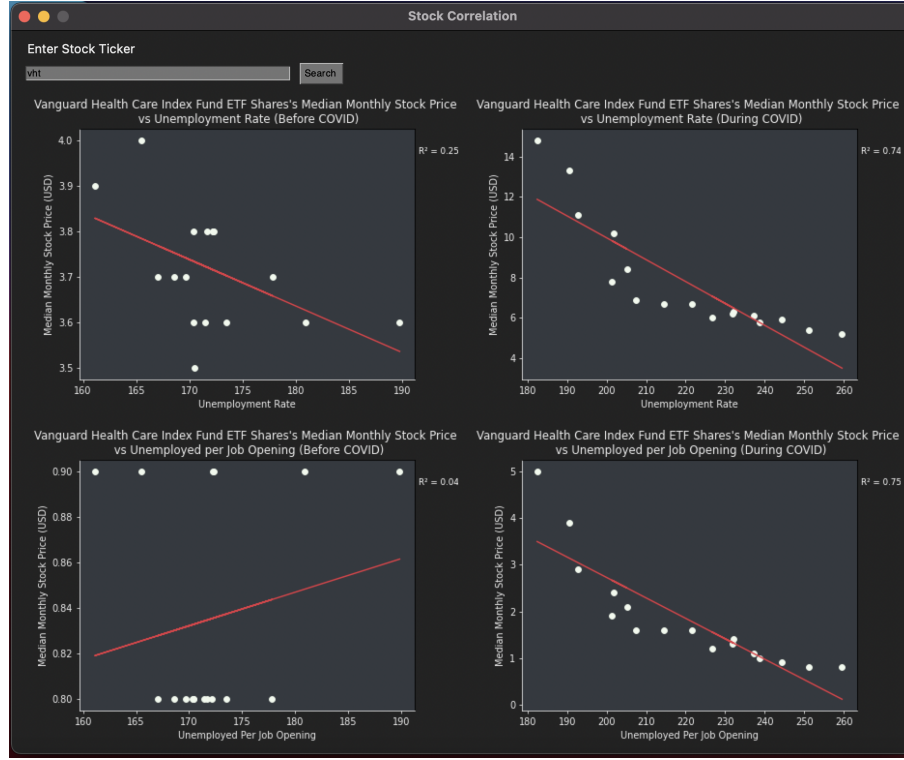 Stock Correlation
Enter Stock Ticker
vht
Search
Vanguard Health Care Index Fund ETF Shares's Median Monthly Stock Price
vs Unemployment Rate (Before COVID)
R² = 0.25
Median Monthly Stock Price (USD)
4.0
3.9
3.8
3.7
3.6
3.5
160 165 170 175 180 185 190
Unemployment Rate
Vanguard Health Care Index Fund ETF Shares's Median Monthly Stock Price
vs Unemployment Rate (During COVID)
R² = 0.74
Median Monthly Stock Price (USD)
14
12
10
8
6
4
180 190 200 210 220 230 240 250 260
Unemployment Rate
Vanguard Health Care Index Fund ETF Shares's Median Monthly Stock Price
vs Unemployed per Job Opening (Before COVID)
R² = 0.04
Median Monthly Stock Price (USD)
0.90
0.88
0.86
0.84
0.82
0.80
160 165 170 175 180 185 190
Unemployed Per Job Opening
Vanguard Health Care Index Fund ETF Shares's Median Monthly Stock Price
vs Unemployed per Job Opening (During COVID)
R² = 0.75
Median Monthly Stock Price (USD)
5
4
3
2
1
0
180 190 200 210 220 230 240 250 260
Unemployed Per Job Opening